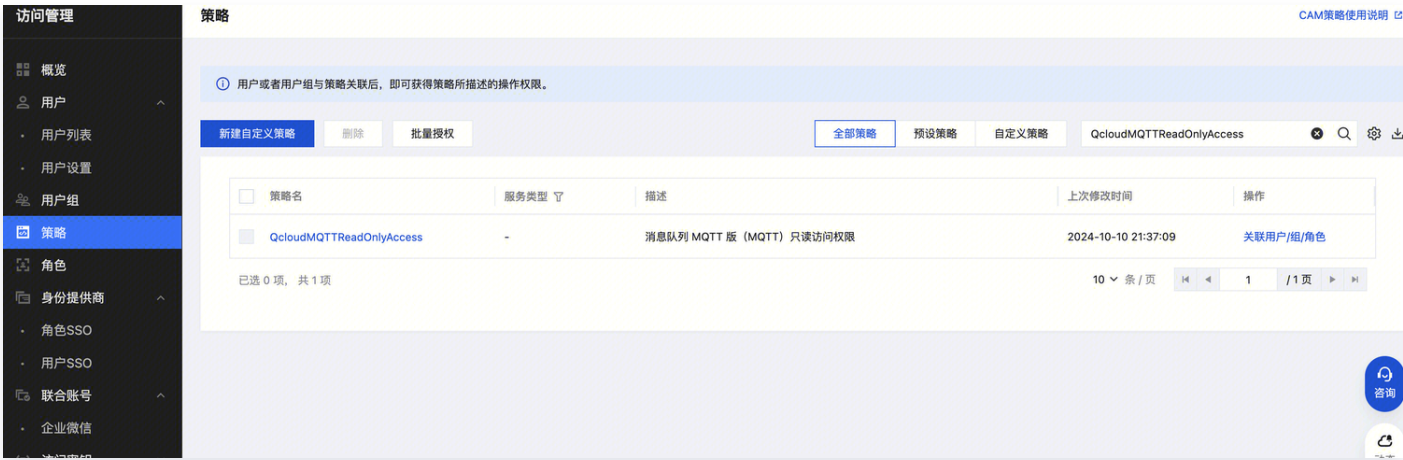 访问管理
策略
CAM策略使用说明
概览
用户
用户列表
用户设置
用户组
策略
角色
身份提供商
角色SSO
用户SSO
联合账号
企业微信
访问密钥
用户或者用户组与策略关联后，即可获得策略所描述的操作权限。
新建自定义策略 删除 批量授权 全部策略 预设策略 自定义策略 QcloudMQTTReadOnlyAccess
策略名 服务类型 描述 上次修改时间 操作
QcloudMQTTReadOnlyAccess - 消息队列 MQTT 版（MQTT）只读访问权限 2024-10-10 21:37:09 关联用户/组/角色
已选 0 项，共 1 项 10 条 / 页 1 / 1 页
咨询